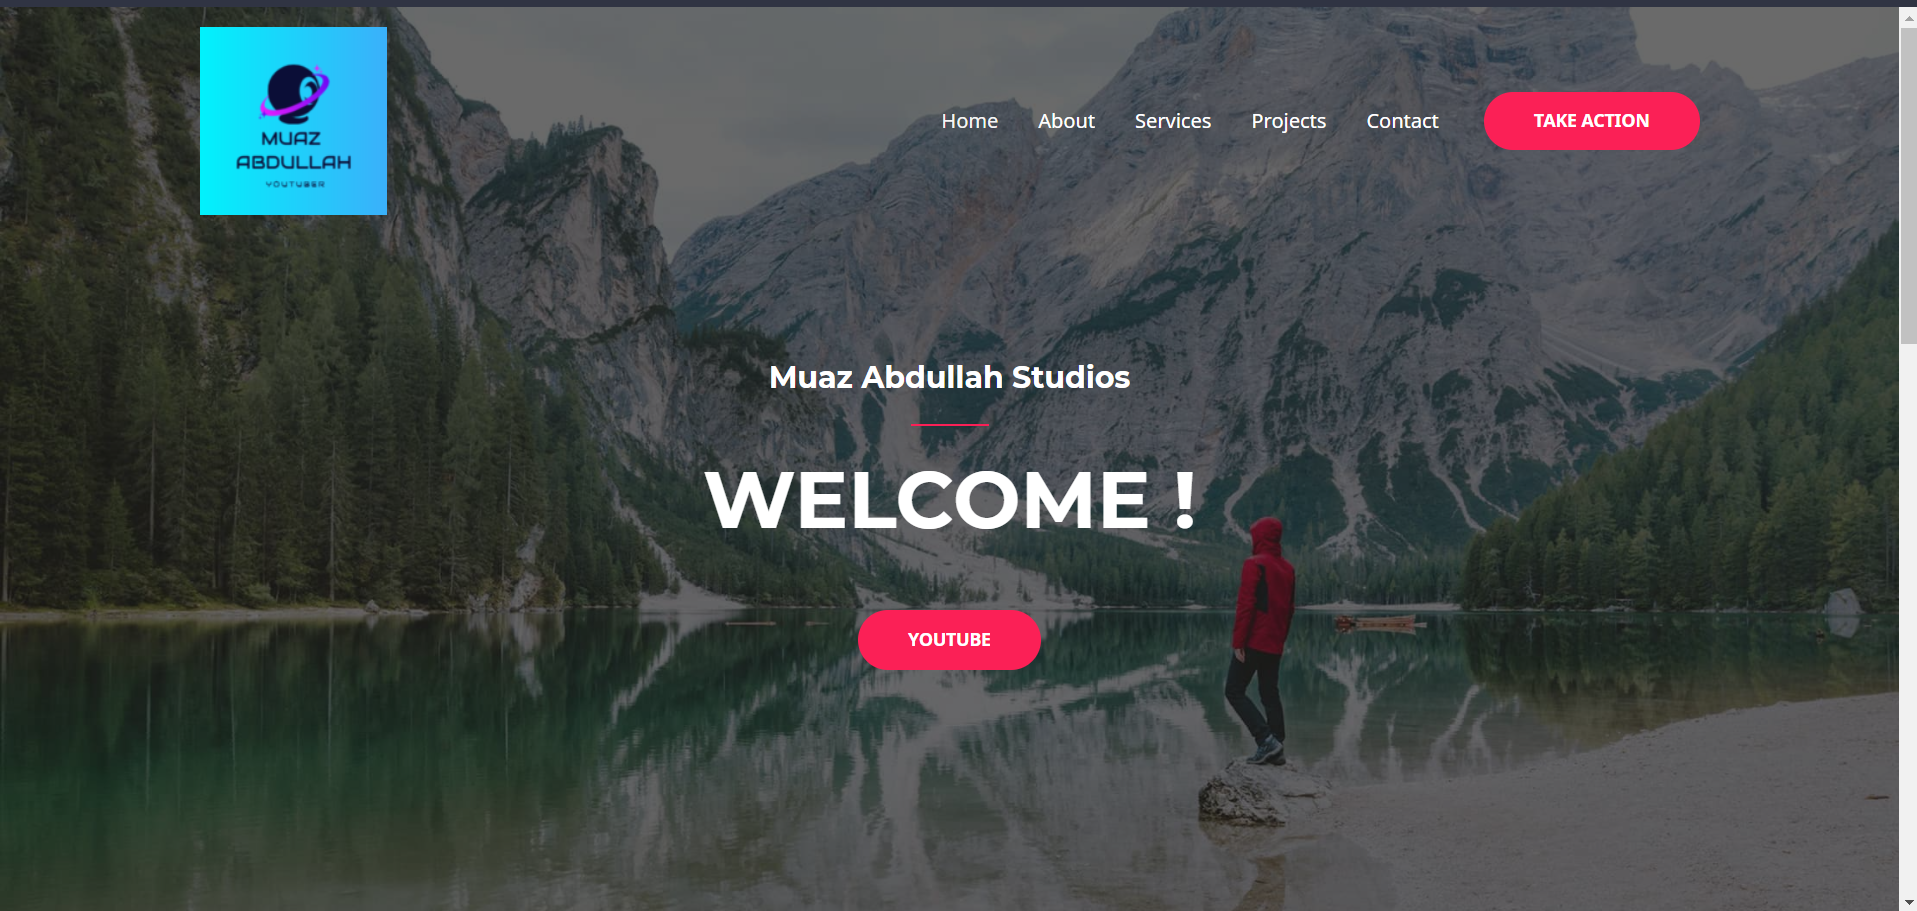 MUAZ
ABDULLAH
YOUTUBER
Home About Services Projects Contact TAKE ACTION
Muaz Abdullah Studios
WELCOME !
YOUTUBE